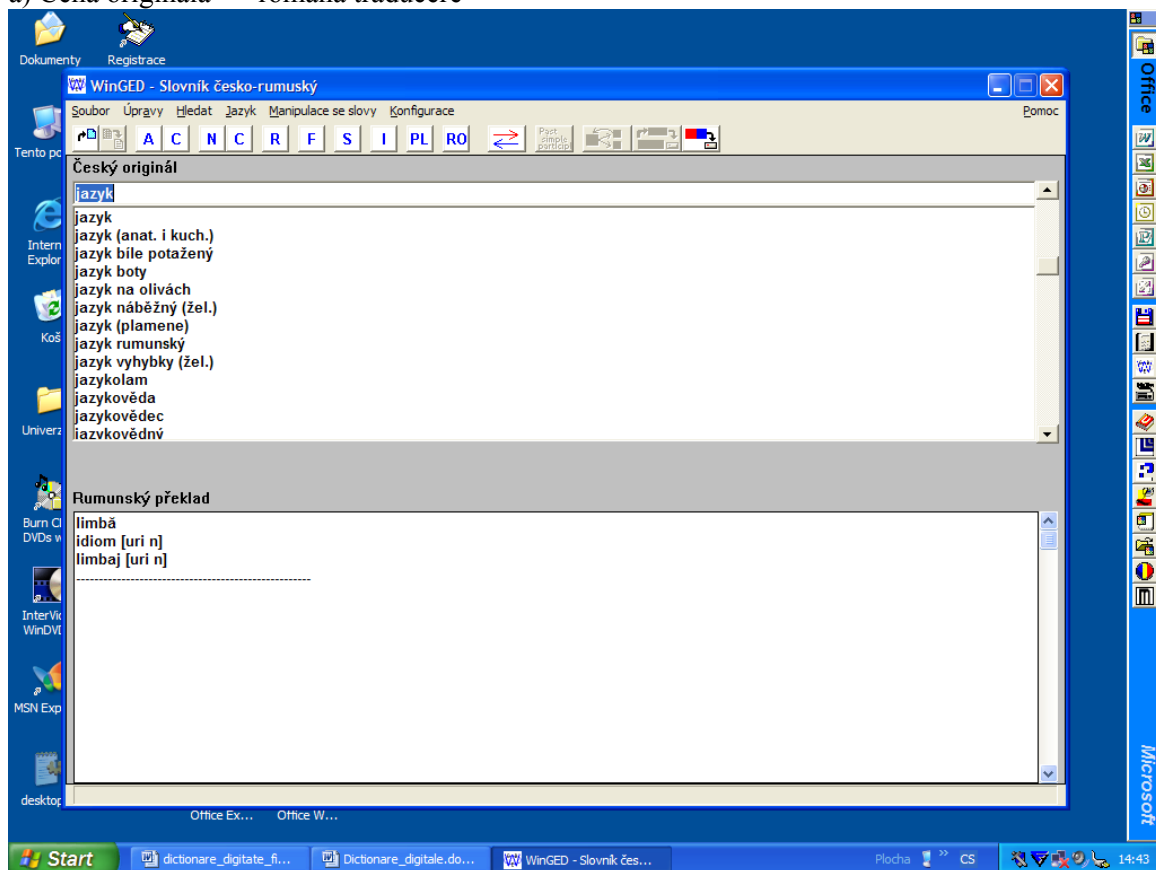 Dokumenty Registrace
WinGED - Slovník česko-rumuský
Soubor Úpravy Hledat Jazyk Manipulace se slovy Konfigurace Pomoc
A C N C R F S I PL RO Past simple particip
Český originál
jazyk
jazyk
jazyk (anat. i kuch.)
jazyk bíle potažený
jazyk boty
jazyk na olivách
jazyk náběžný (žel.)
jazyk (plamene)
jazyk rumunský
jazyk vyhybky (žel.)
jazykolam
jazykověda
jazykovědec
jazykovědný
Rumunský překlad
limbă
idiom [uri n]
limbaj [uri n]
Tento po
Intern
Explor
Koš
Univerz
Burn C
DVDs w
InterVi
WinDV
MSN Exp
desktop
Office Ex... Office W...
Office
Microsoft
Start dictionare_digitate_fi... Dictionare_digitale.do... WinGED - Slovník čes... Plocha » CS 14:43